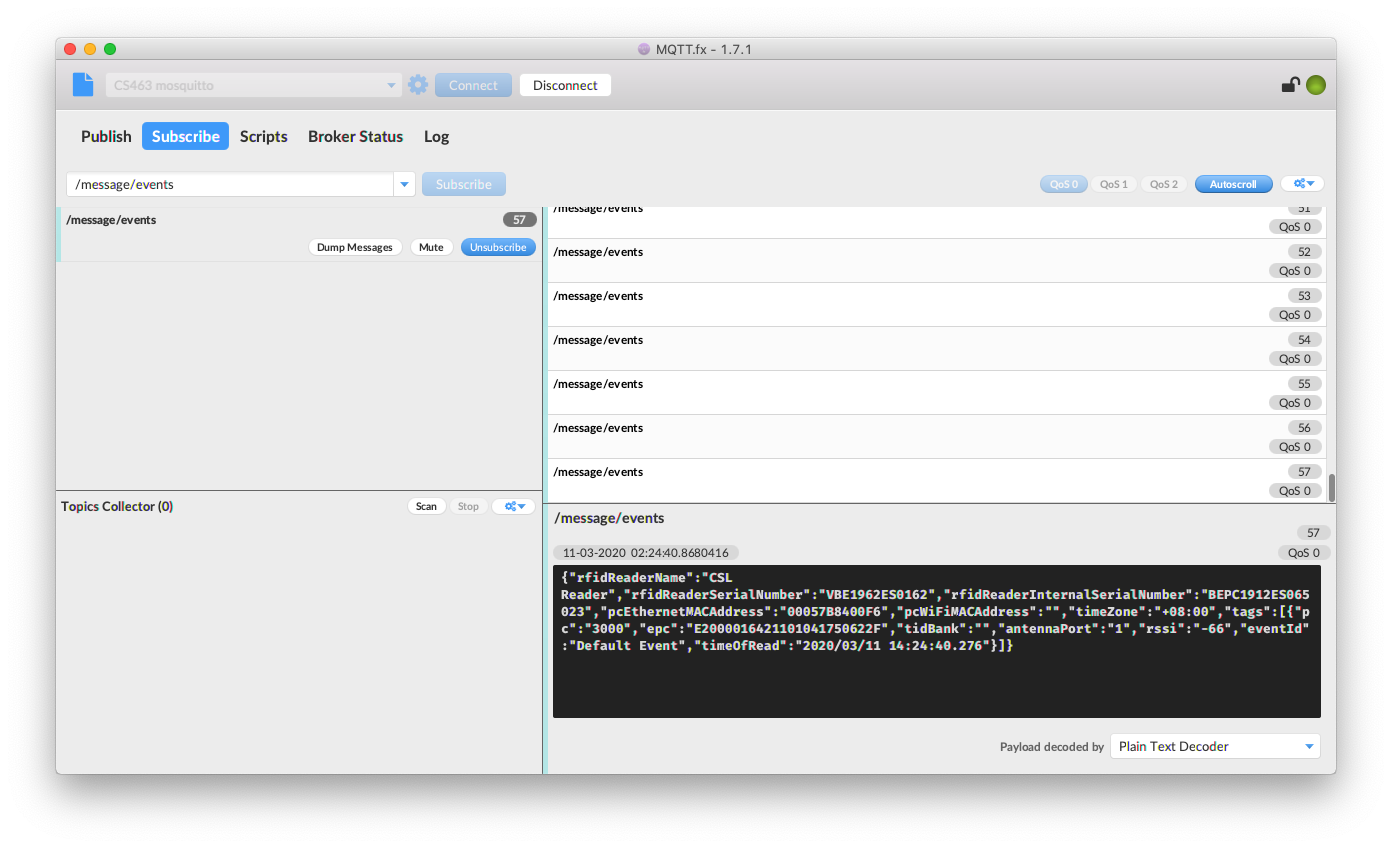 MQTT.fx - 1.7.1
CS463 mosquitto
Connect
Disconnect
Publish
Subscribe
Scripts
Broker Status
Log
/message/events
Subscribe
QoS 0
QoS 1
QoS 2
Autoscroll
/message/events
57
Dump Messages
Mute
Unsubscribe
/message/events
51
QoS 0
/message/events
52
QoS 0
/message/events
53
QoS 0
/message/events
54
QoS 0
/message/events
55
QoS 0
/message/events
56
QoS 0
/message/events
57
QoS 0
Topics Collector (0)
Scan
Stop
/message/events
57
11-03-2020 02:24:40.8680416
QoS 0
{"rfidReaderName":"CSL
Reader","rfidReaderSerialNumber":"VBE1962ES0162","rfidReaderInternalSerialNumber":"BEPC1912ES065
023","pcEthernetMACAddress":"00057B8400F6","pcWiFiMACAddress":"","timeZone":"+08:00","tags":[{"p
c":"3000","epc":"E2000016421101041750622F","tidBank":"","antennaPort":"1","rssi":"-66","eventId"
:"Default Event","timeOfRead":"2020/03/11 14:24:40.276"}]}
Payload decoded by
Plain Text Decoder